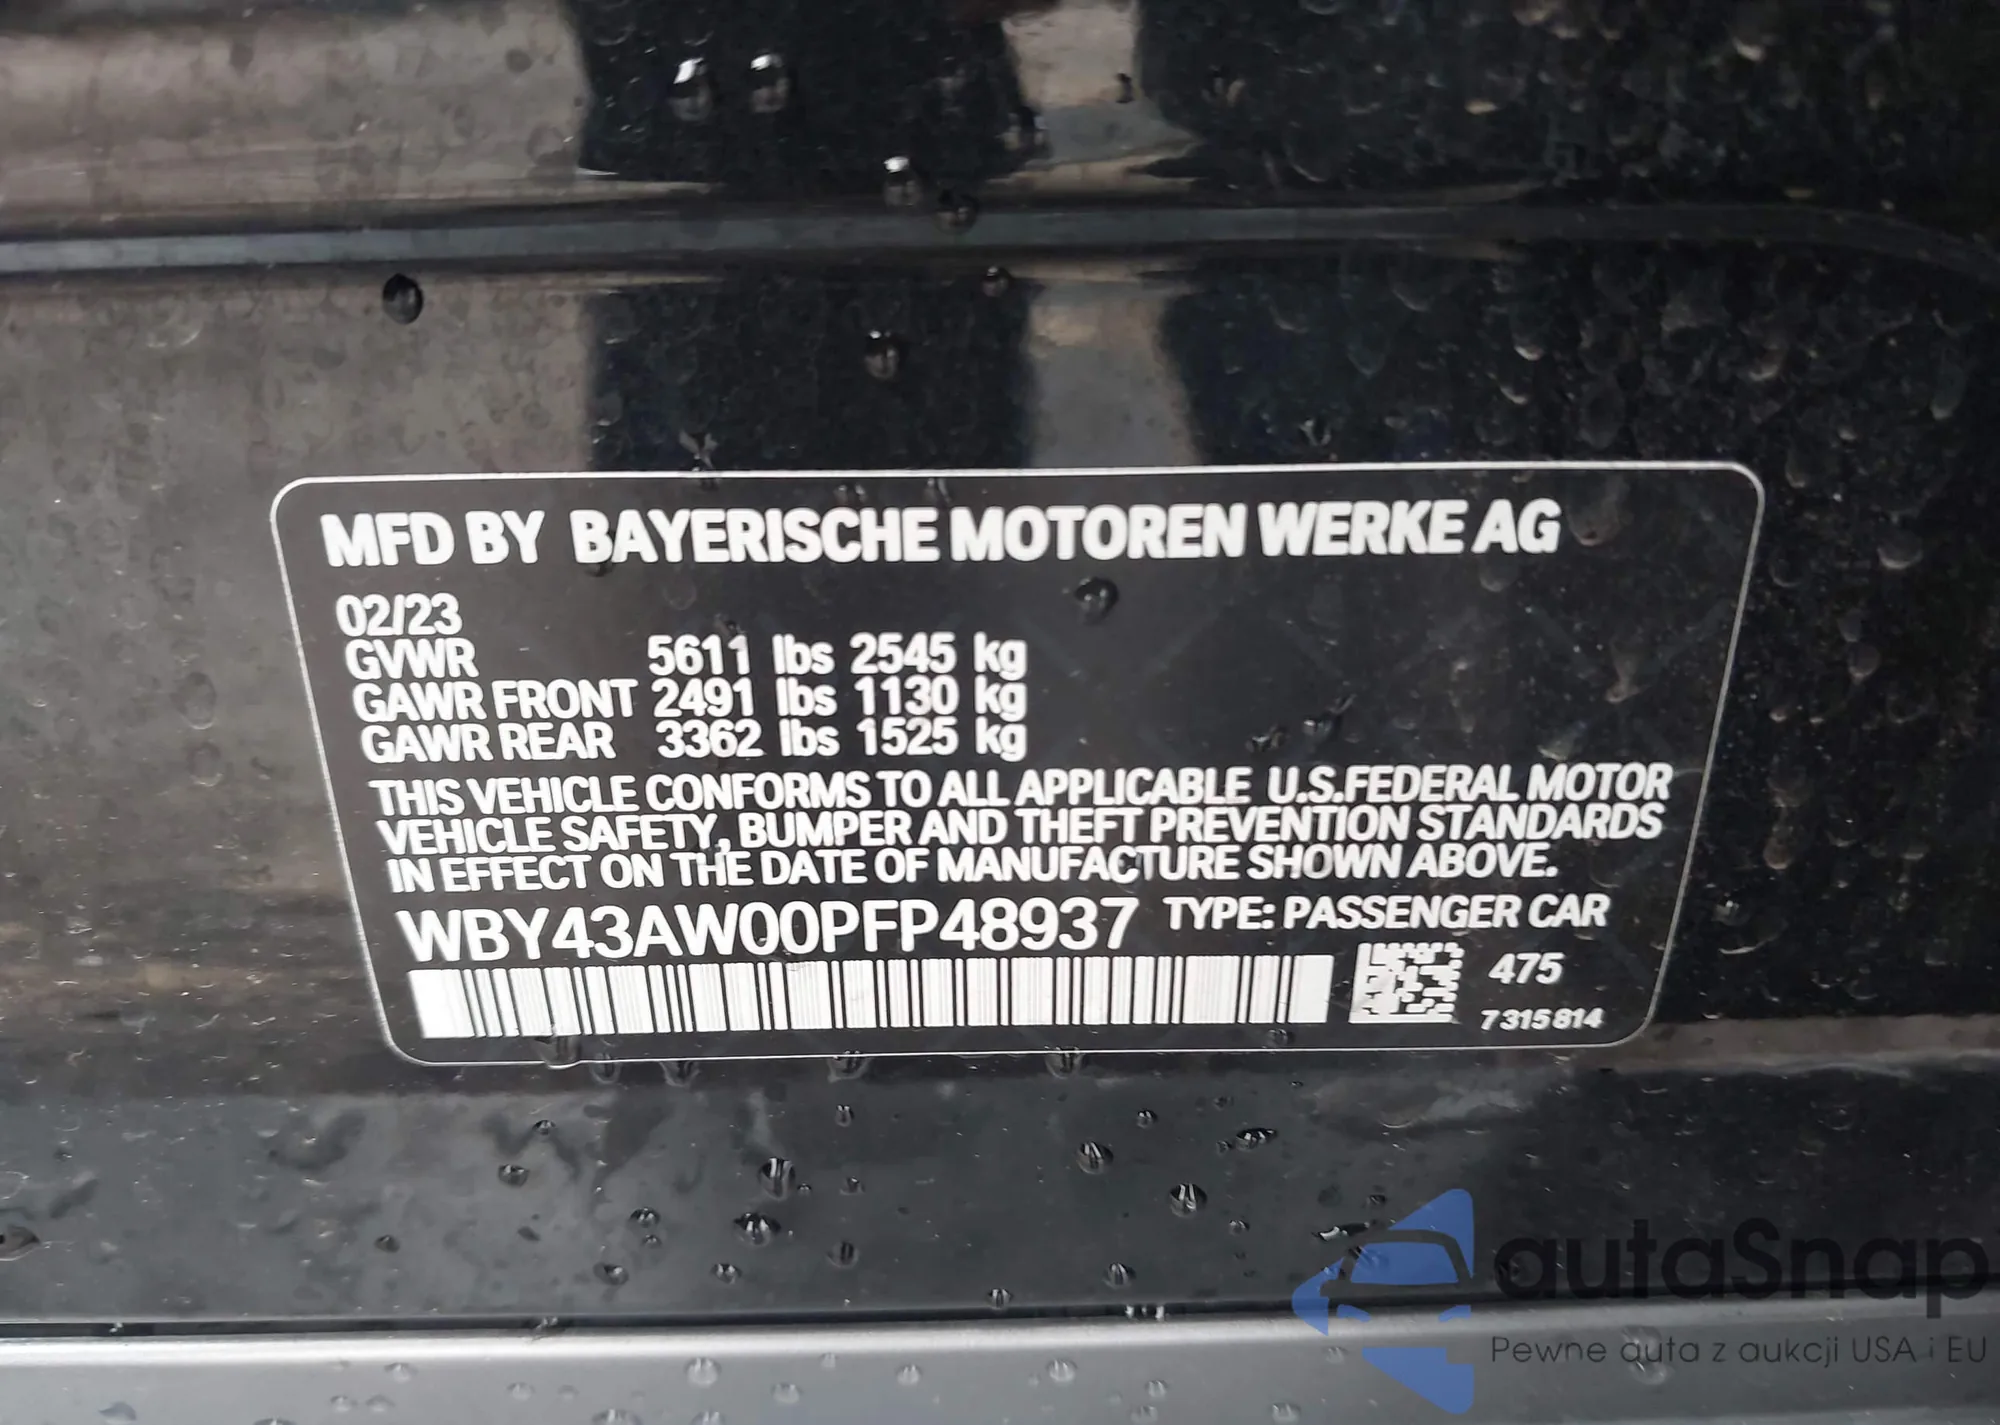 MFD BY BAYERISCHE MOTOREN WERKE AG
02/23
GVWR 5611 lbs 2545 kg
GAWR FRONT 2491 lbs 1130 kg
GAWR REAR 3362 lbs 1525 kg
THIS VEHICLE CONFORMS TO ALL APPLICABLE U.S.FEDERAL MOTOR
VEHICLE SAFETY, BUMPER AND THEFT PREVENTION STANDARDS
IN EFFECT ON THE DATE OF MANUFACTURE SHOWN ABOVE.
WBY43AW00PFP48937 TYPE: PASSENGER CAR
475
7315814
autaSnap
Pewne auta z aukcji USA i EU